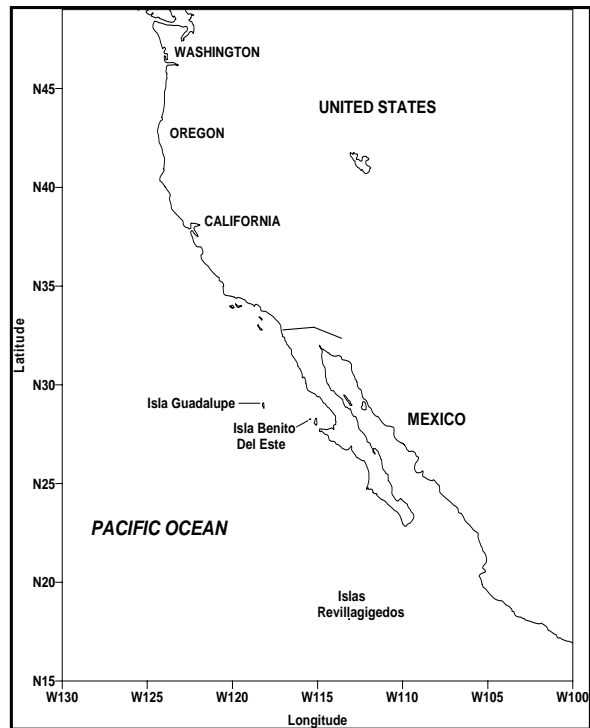 WASHINGTON
UNITED STATES
OREGON
CALIFORNIA
Isla Guadalupe
Isla Benito
Del Este
MEXICO
PACIFIC OCEAN
Islas
Revillagigedos
Latitude
N45
N40
N35
N30
N25
N20
N15
W130
W125
W120
W115
W110
W105
W100
Longitude